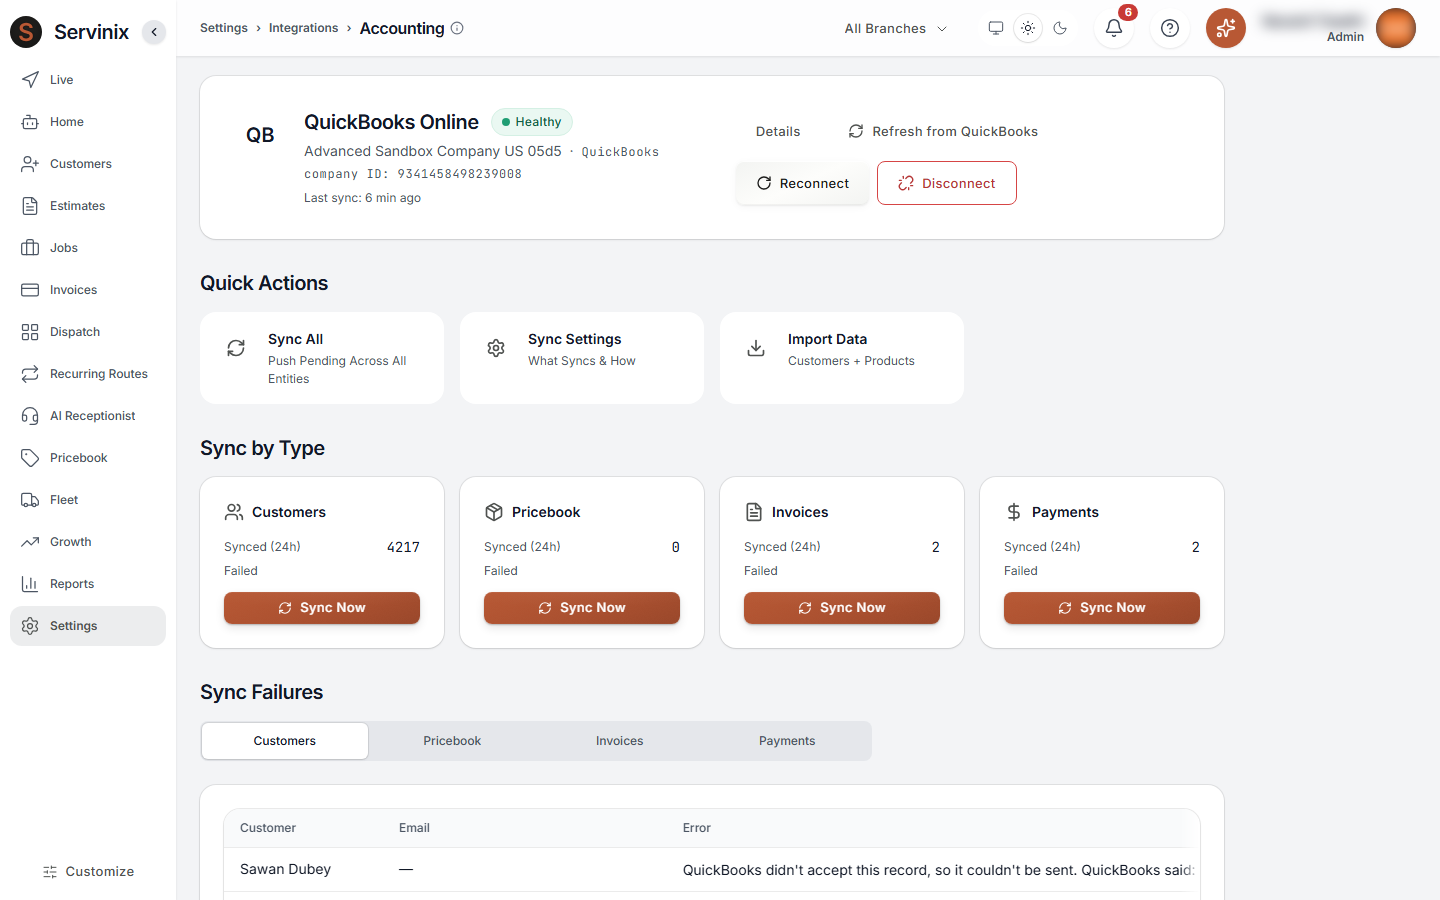 Servinix
Settings › Integrations › Accounting
All Branches
6
Admin
Live
Home
Customers
Estimates
Jobs
Invoices
Dispatch
Recurring Routes
AI Receptionist
Pricebook
Fleet
Growth
Reports
Settings
Customize
QB
QuickBooks Online
Healthy
Advanced Sandbox Company US 05d5 · QuickBooks
company ID: 9341458498239008
Last sync: 6 min ago
Details
Refresh from QuickBooks
Reconnect
Disconnect
Quick Actions
Sync All
Push Pending Across All
Entities
Sync Settings
What Syncs & How
Import Data
Customers + Products
Sync by Type
Customers
Synced (24h) 4217
Failed
Sync Now
Pricebook
Synced (24h) 0
Failed
Sync Now
Invoices
Synced (24h) 2
Failed
Sync Now
Payments
Synced (24h) 2
Failed
Sync Now
Sync Failures
Customers Pricebook Invoices Payments
Customer Email Error
Sawan Dubey — QuickBooks didn't accept this record, so it couldn't be sent. QuickBooks said: